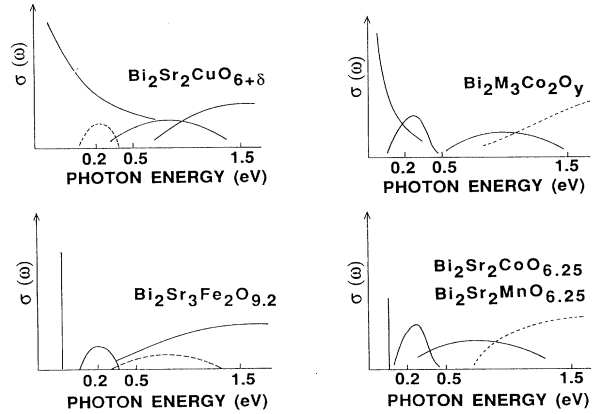 σ (ω)
Bi₂Sr₂CuO₆₊δ
0.2 0.5 1.5
PHOTON ENERGY (eV)
σ (ω)
Bi₂M₃Co₂Oy
0.2 0.5 1.5
PHOTON ENERGY (eV)
σ (ω)
Bi₂Sr₃Fe₂O₉.₂
0.2 0.5 1.5
PHOTON ENERGY (eV)
σ (ω)
Bi₂Sr₂CoO₆.₂₅
Bi₂Sr₂MnO₆.₂₅
0.2 0.5 1.5
PHOTON ENERGY (eV)